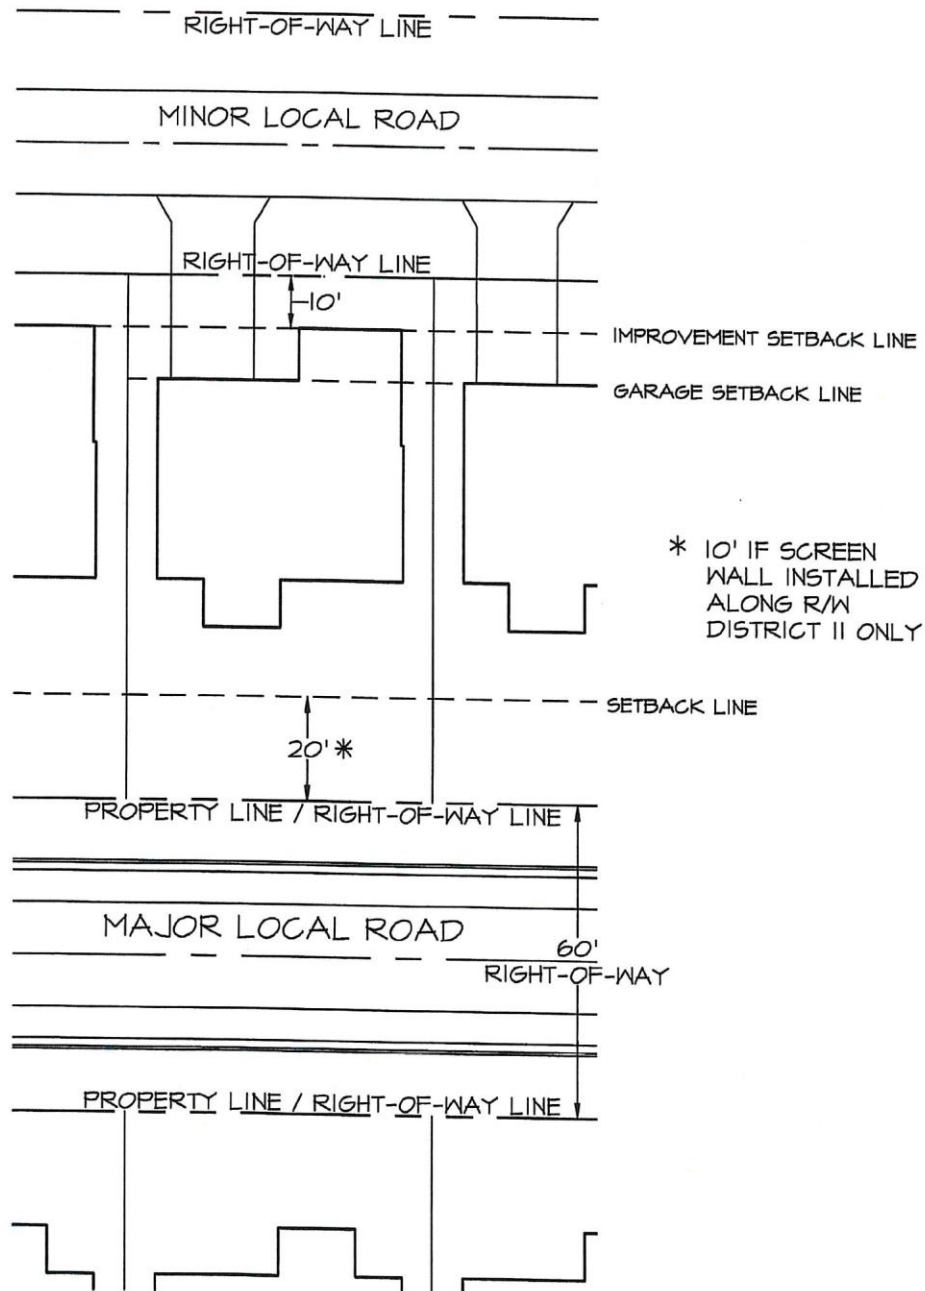 RIGHT-OF-WAY LINE
MINOR LOCAL ROAD
RIGHT-OF-WAY LINE
10'
IMPROVEMENT SETBACK LINE
GARAGE SETBACK LINE
* 10' IF SCREEN
WALL INSTALLED
ALONG R/W
DISTRICT II ONLY
SETBACK LINE
20'*
PROPERTY LINE / RIGHT-OF-WAY LINE
MAJOR LOCAL ROAD
60'
RIGHT-OF-WAY
PROPERTY LINE / RIGHT-OF-WAY LINE